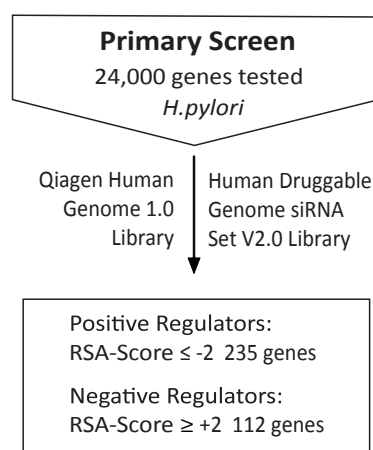 Primary Screen
24,000 genes tested
H.pylori
Qiagen Human
Genome 1.0
Library
Human Druggable
Genome siRNA
Set V2.0 Library
Positive Regulators:
RSA-Score ≤ -2 235 genes
Negative Regulators:
RSA-Score ≥ +2 112 genes